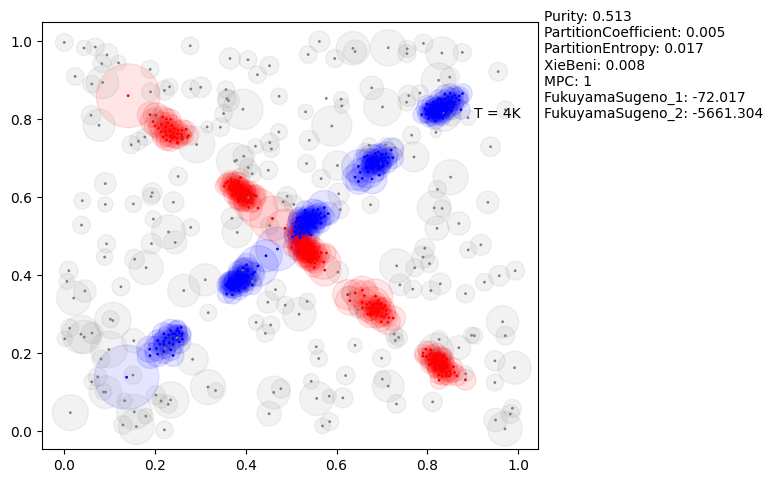 Purity: 0.513
PartitionCoefficient: 0.005
PartitionEntropy: 0.017
XieBeni: 0.008
MPC: 1
FukuyamaSugeno_1: -72.017
FukuyamaSugeno_2: -5661.304
T = 4K
1.0
0.8
0.6
0.4
0.2
0.0
0.0 0.2 0.4 0.6 0.8 1.0